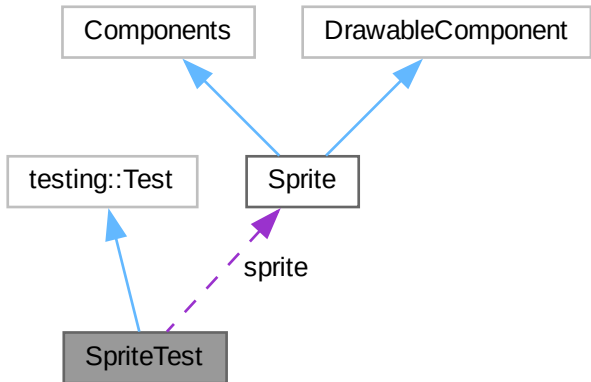 Components
DrawableComponent
testing::Test
Sprite
sprite
SpriteTest